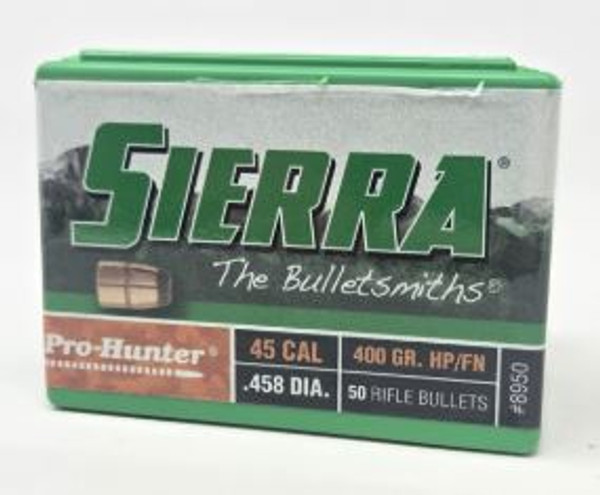 SIERRA®
The Bulletsmiths®
Pro-Hunter®
45 CAL
400 GR. HP/FN
.458 DIA.
50 RIFLE BULLETS
#8950